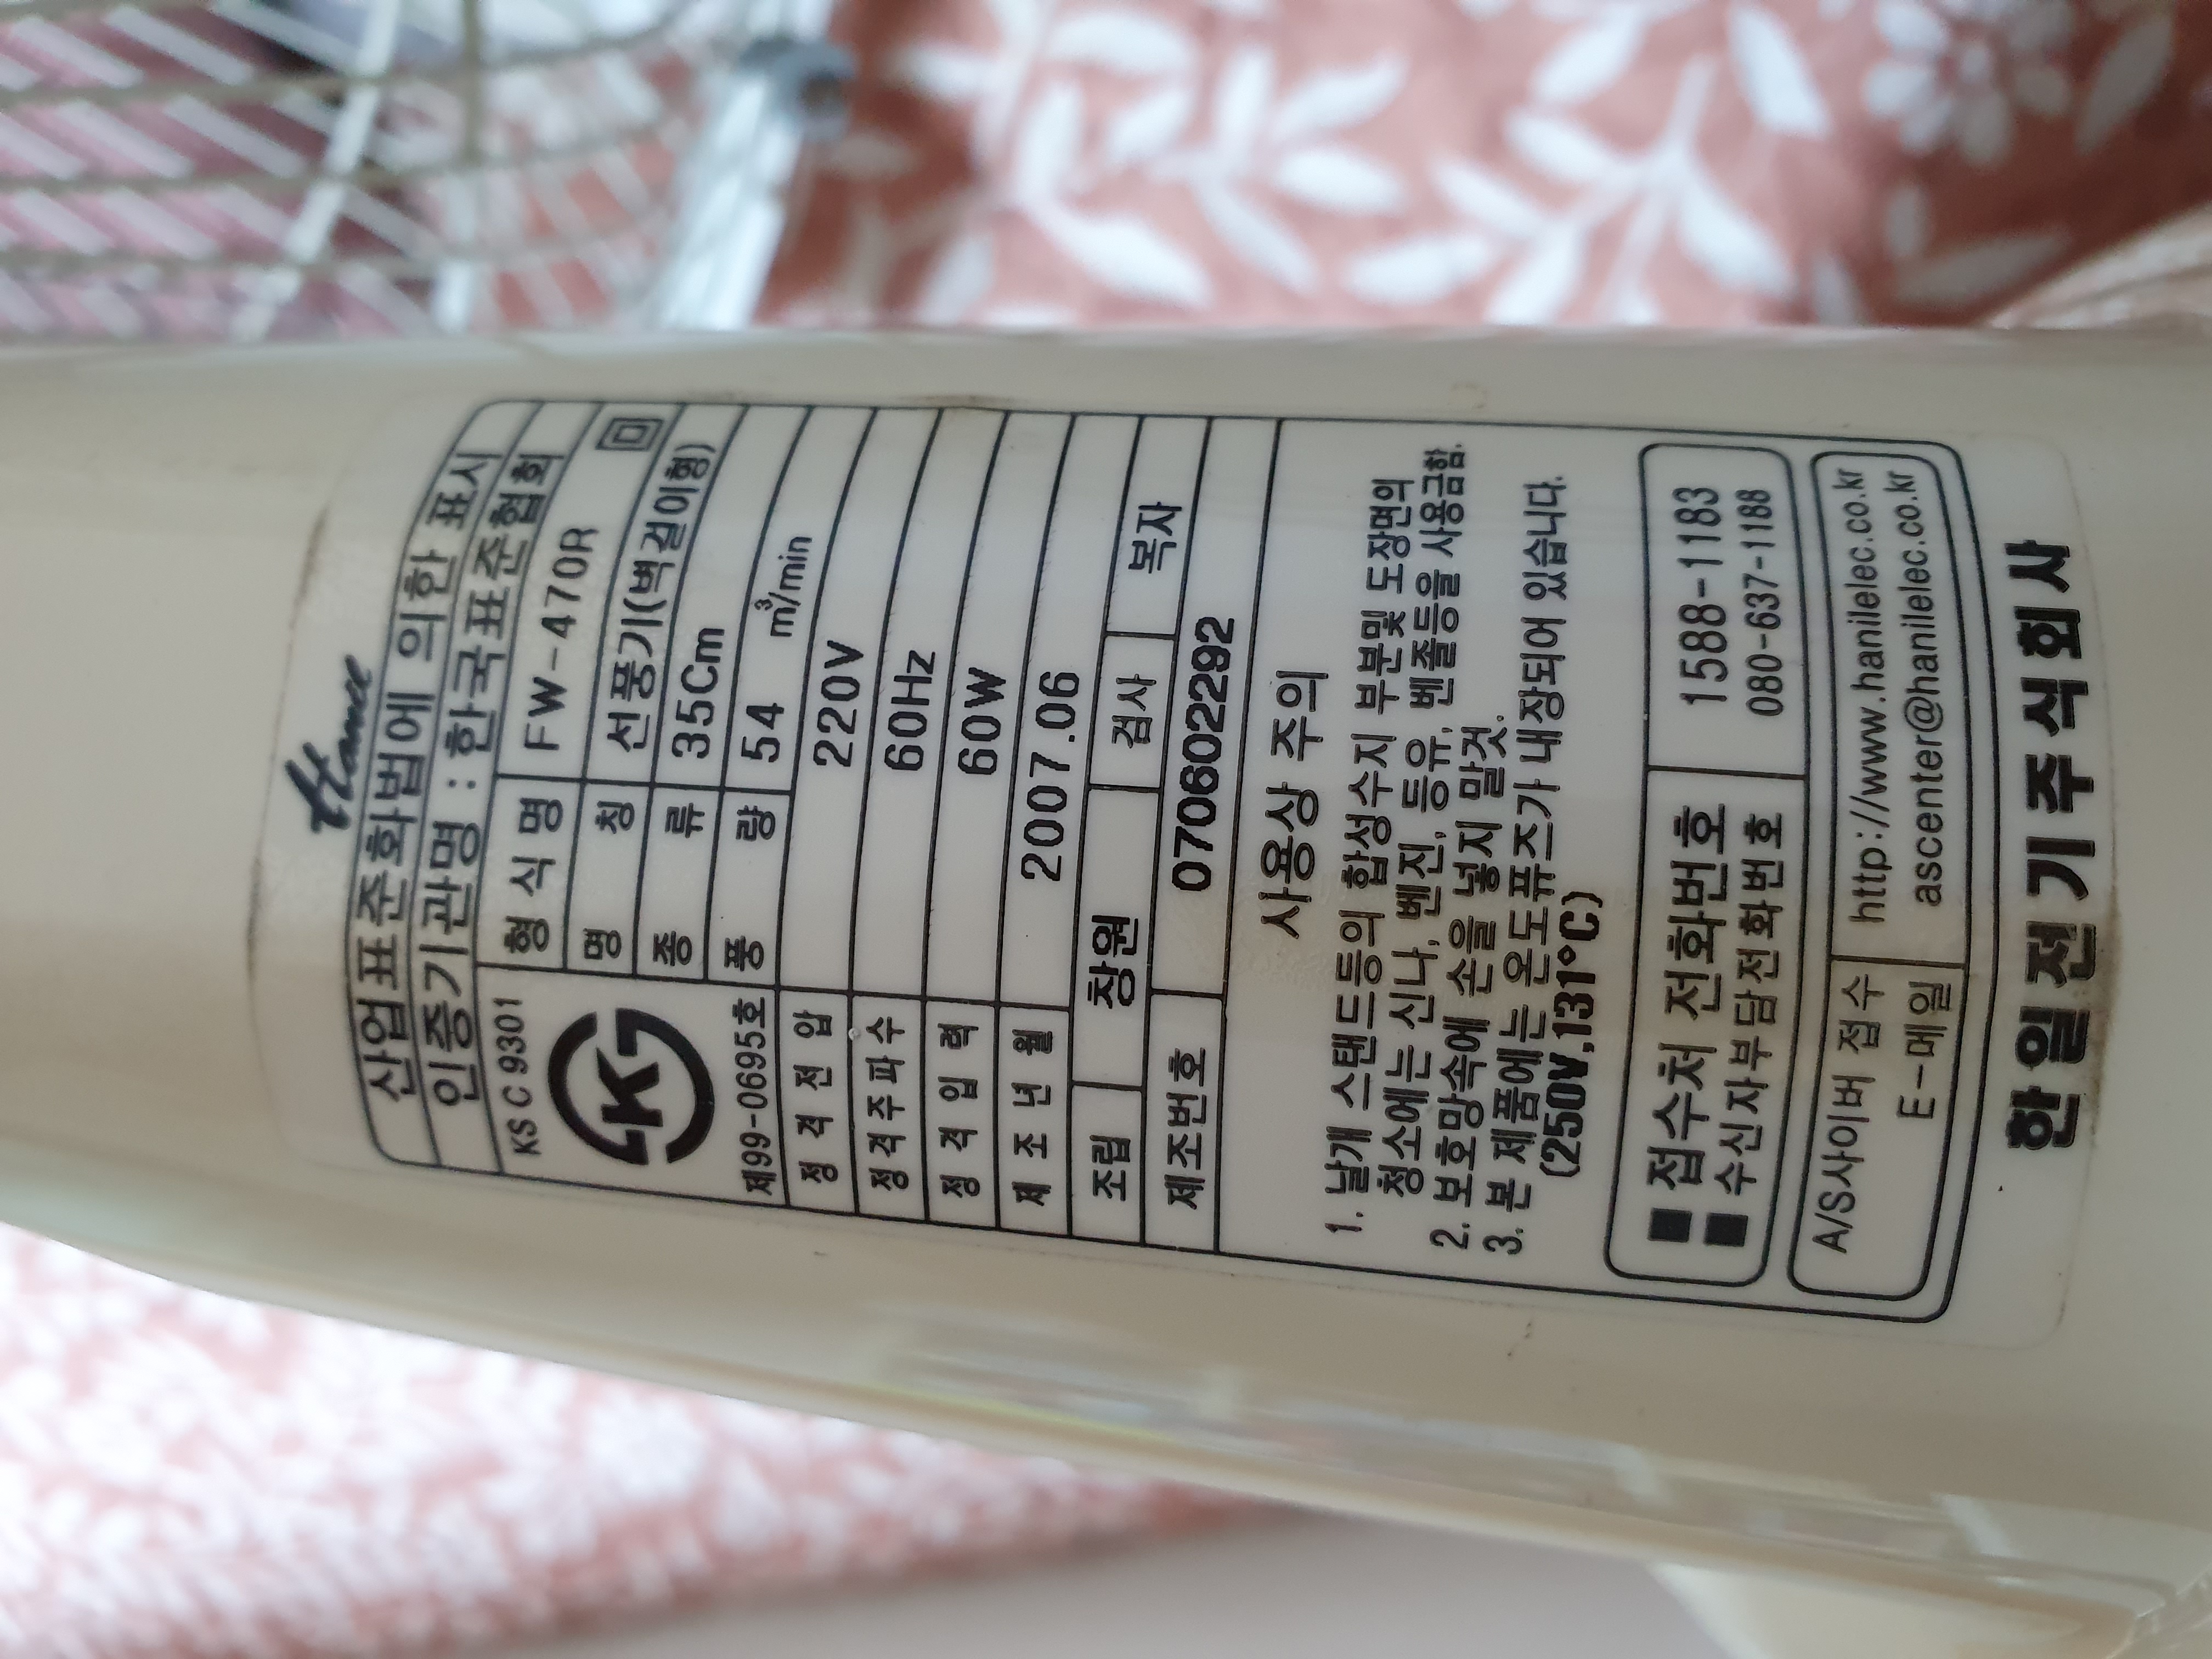 Hanil
산업표준화법에 의한 표시
인증기관명 : 한국표준협회
KS C 9301
제99-0695호
형식명 FW-470R
명칭 선풍기(벽걸이형)
종류 35Cm
풍량 54 m³/min
정격전압 220V
정격주파수 60Hz
정격입력 60W
제조년월 2007.06
조립 창원 검사 복자
제조번호 070602292
사용상 주의
1. 날개 스탠드등의 합성수지 부분및 도장면의
청소에는 신나, 벤진, 등유, 벤졸등을 사용금함.
2. 보호망속에 손을 넣지 말것.
3. 본 제품에는 온도퓨즈가 내장되어 있습니다.
(250V,131°C)
■ 접수처 전화번호 1588-1183
■ 수신자부담전화번호 080-637-1188
A/S사이버 접수 http://www.hanilelec.co.kr
E-메일 ascenter@hanilelec.co.kr
한일전기주식회사